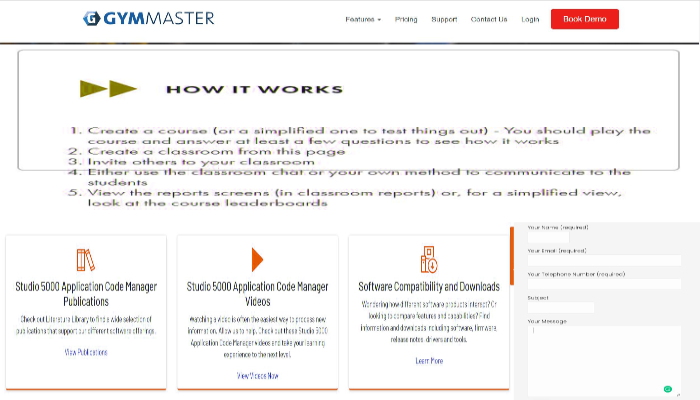 GYMMASTER
Features Pricing Support Contact Us Login Book Demo
HOW IT WORKS
1. Create a course (or a simplified one to test things out) - You should play the
course and answer at least a few questions to see how it works
2. Create a classroom from this page
3. Invite others to your classroom
4. Either use the classroom chat or your own method to communicate to the
students
5. View the reports screens (in classroom reports) or, for a simplified view,
look at the course leaderboards
Studio 5000 Application Code Manager
Publications
Check out Literature Library to find a wide selection of
publications that support our different software offerings.
View Publications
Studio 5000 Application Code Manager
Videos
Watching a video is often the easiest way to process new
information. Allow us to help. Check out these Studio 5000
Application Code Manager videos and take your learning
experience to the next level.
View Videos Now
Software Compatibility and Downloads
Wondering how different software products interact? Or
looking to compare features and capabilities? Find
information and downloads including software, firmware,
release notes, drivers and tools.
Learn More
Your Name (required)
Your Email (required)
Your Telephone Number (required)
Subject
Your Message